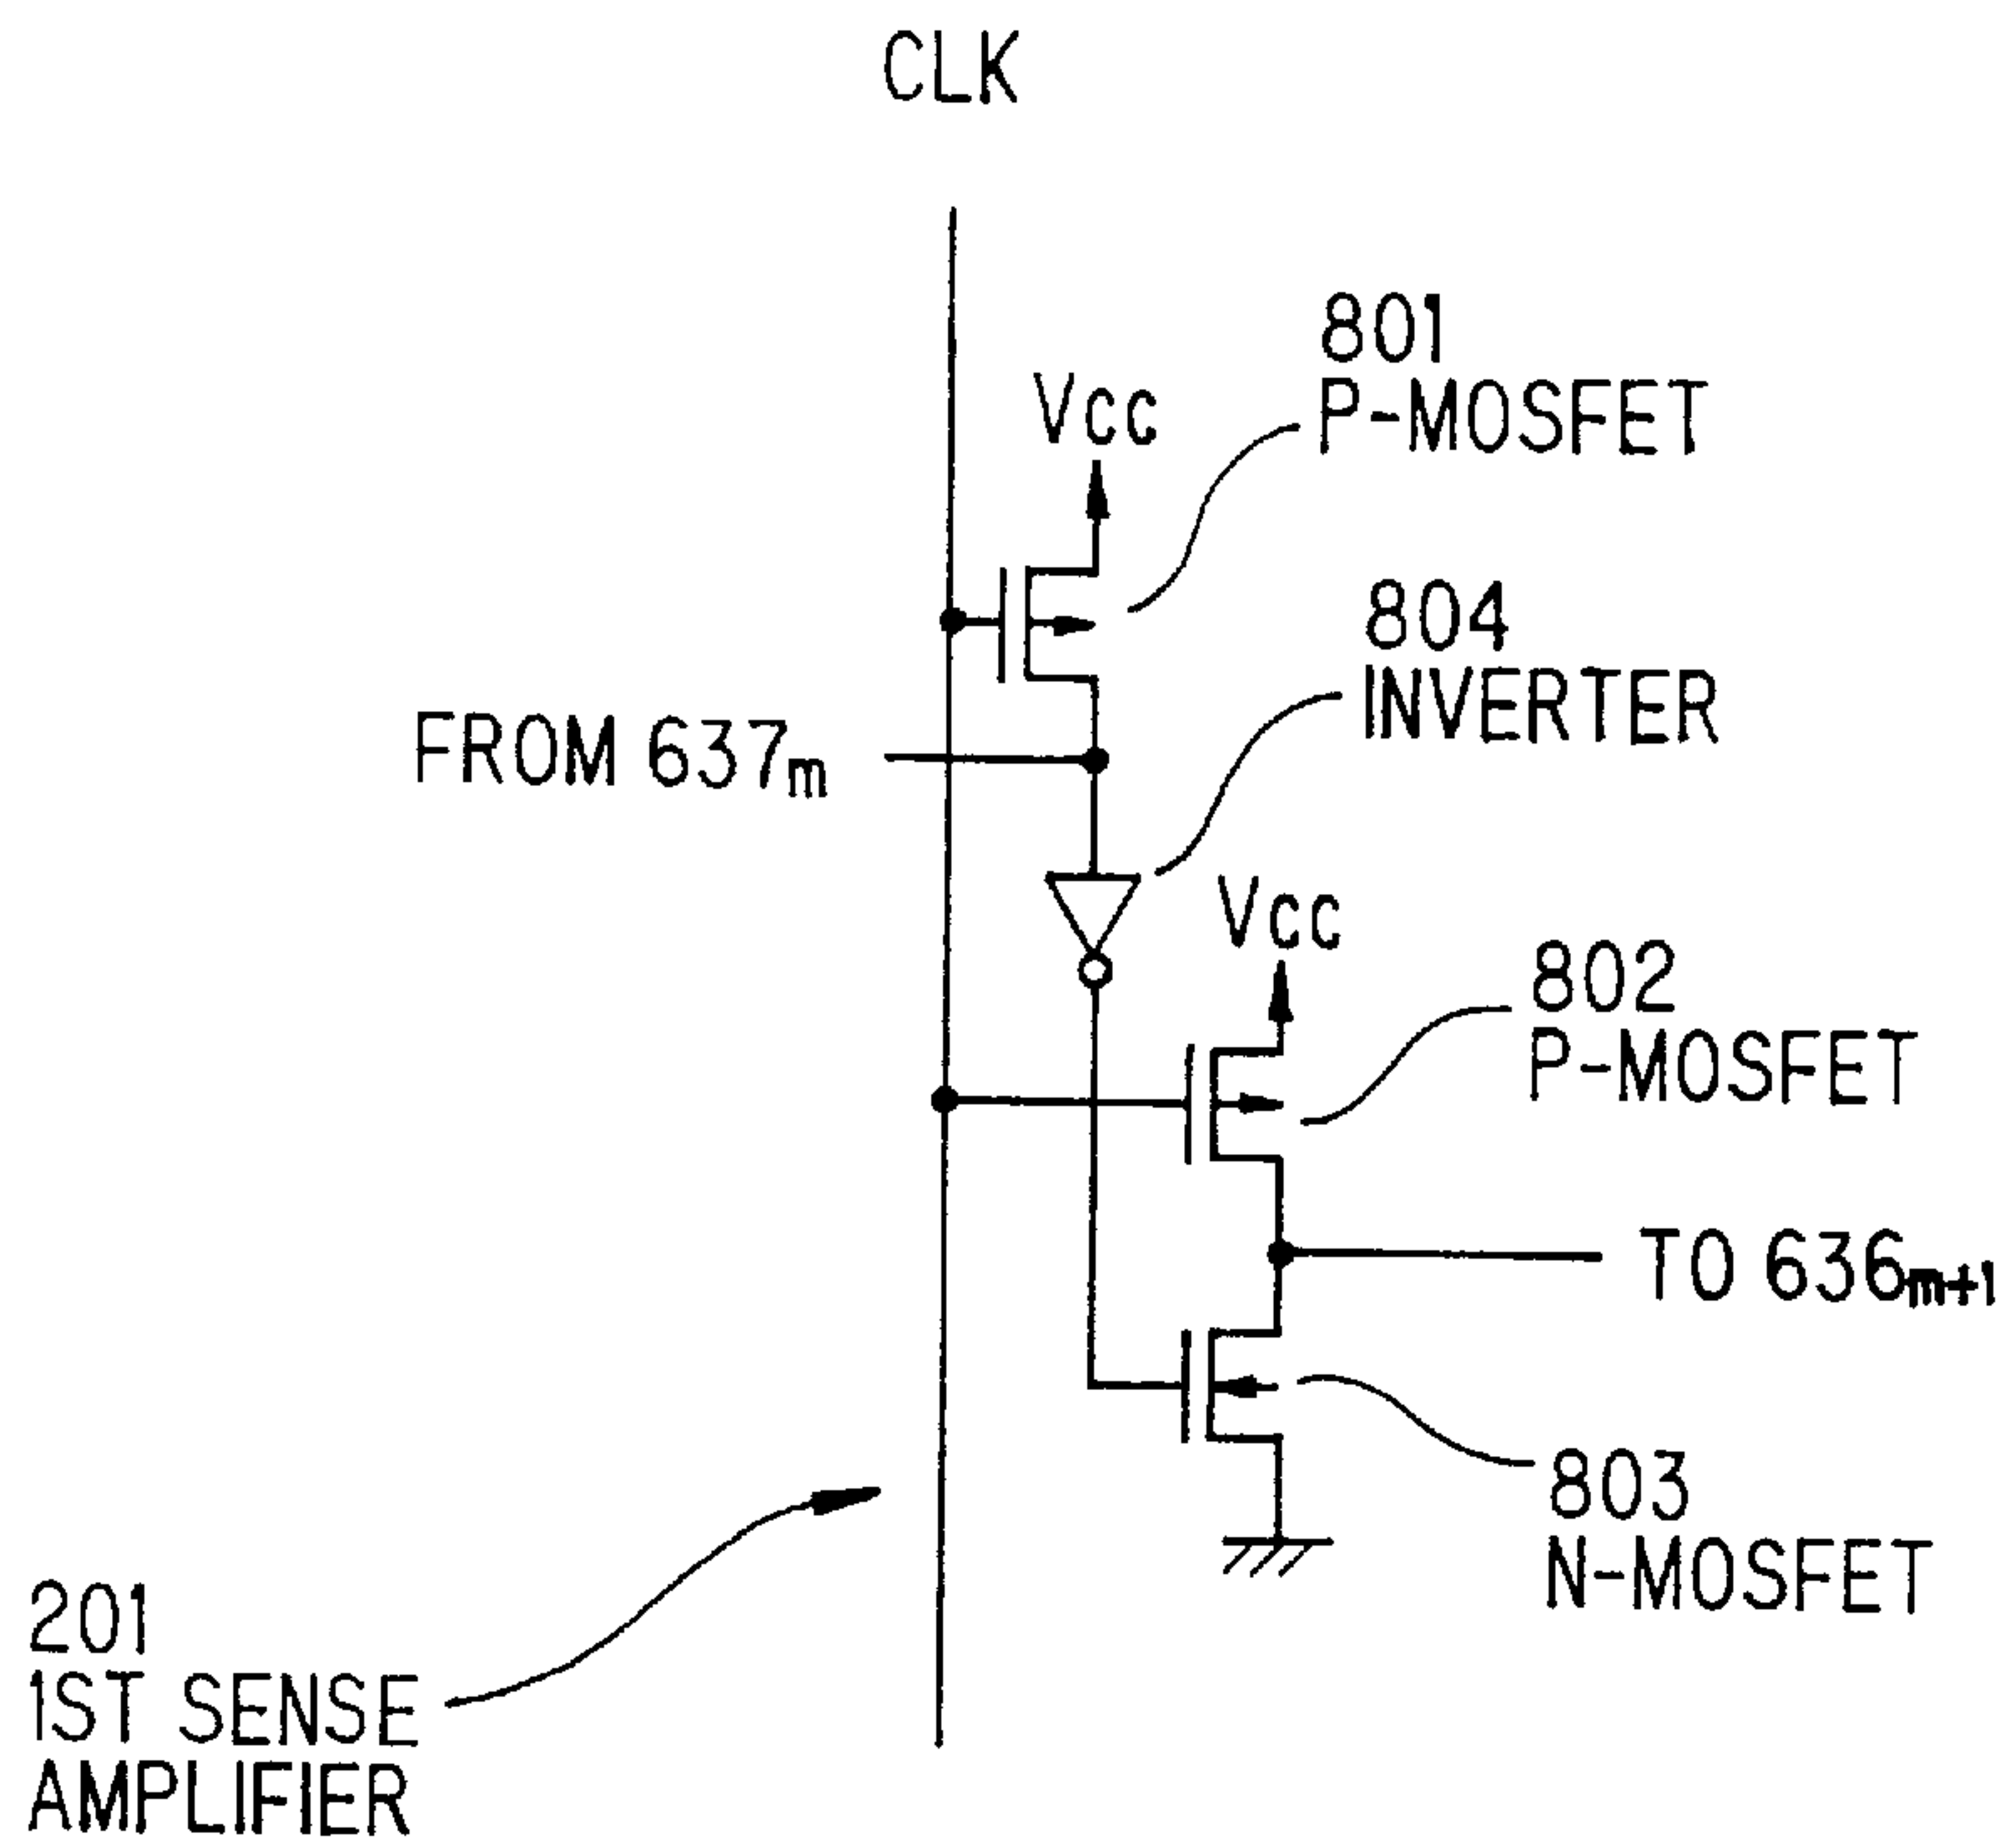 CLK
801
P-MOSFET
Vcc
804
INVERTER
FROM 637m
Vcc
802
P-MOSFET
TO 636m+1
803
N-MOSFET
201
1ST SENSE
AMPLIFIER